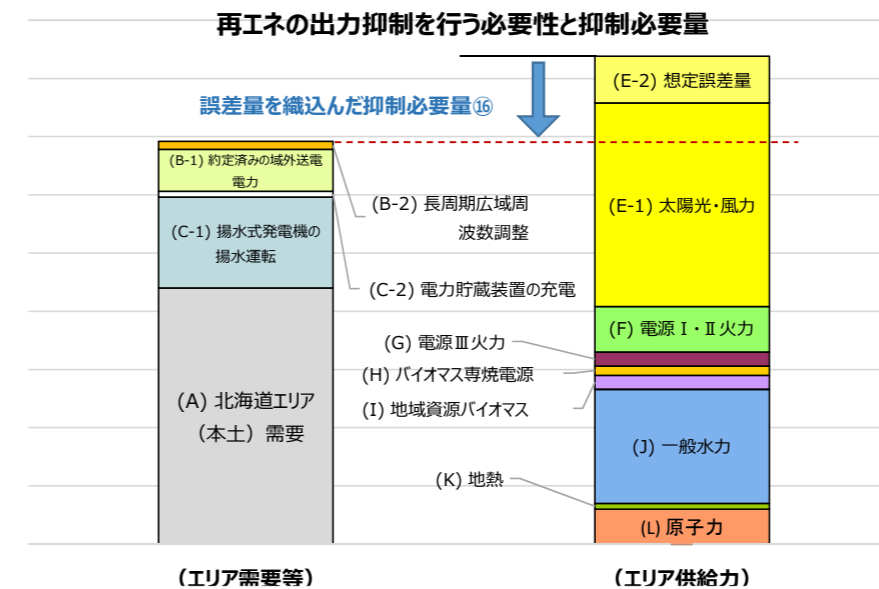 再エネの出力抑制を行う必要性と抑制必要量
誤差量を織込んだ抑制必要量⑯
(B-1) 約定済みの域外送電
電力
(C-1) 揚水式発電機の
揚水運転
(A) 北海道エリア
（本土）需要
(B-2) 長周期広域周
波数調整
(C-2) 電力貯蔵装置の充電
(G) 電源Ⅲ火力
(H) バイオマス専焼電源
(I) 地域資源バイオマス
(K) 地熱
(E-2) 想定誤差量
(E-1) 太陽光・風力
(F) 電源Ⅰ・Ⅱ火力
(J) 一般水力
(L) 原子力
（エリア需要等）
（エリア供給力）